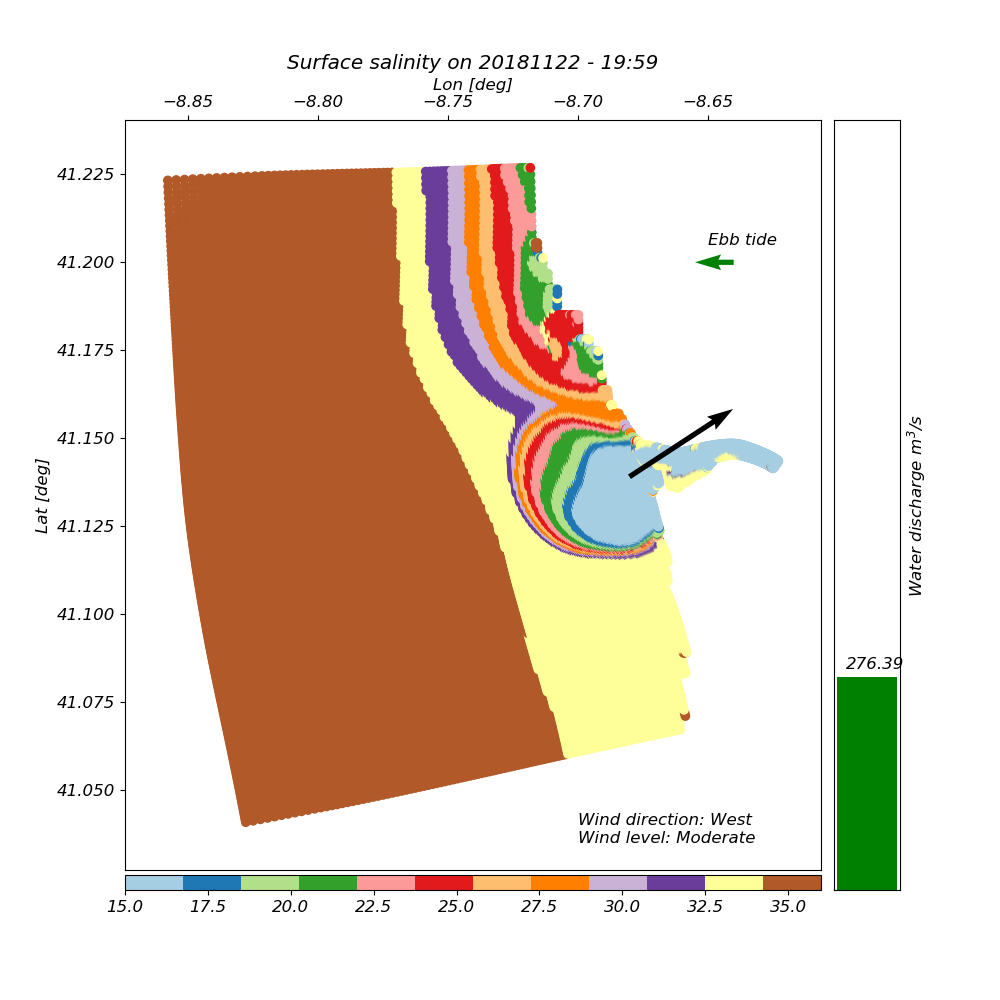 Surface salinity on 20181122 - 19:59
Lon [deg]
−8.85 −8.80 −8.75 −8.70 −8.65
41.225
41.200
41.175
41.150
41.125
41.100
41.075
41.050
Lat [deg]
Ebb tide
Wind direction: West
Wind level: Moderate
276.39
Water discharge m³/s
15.0 17.5 20.0 22.5 25.0 27.5 30.0 32.5 35.0